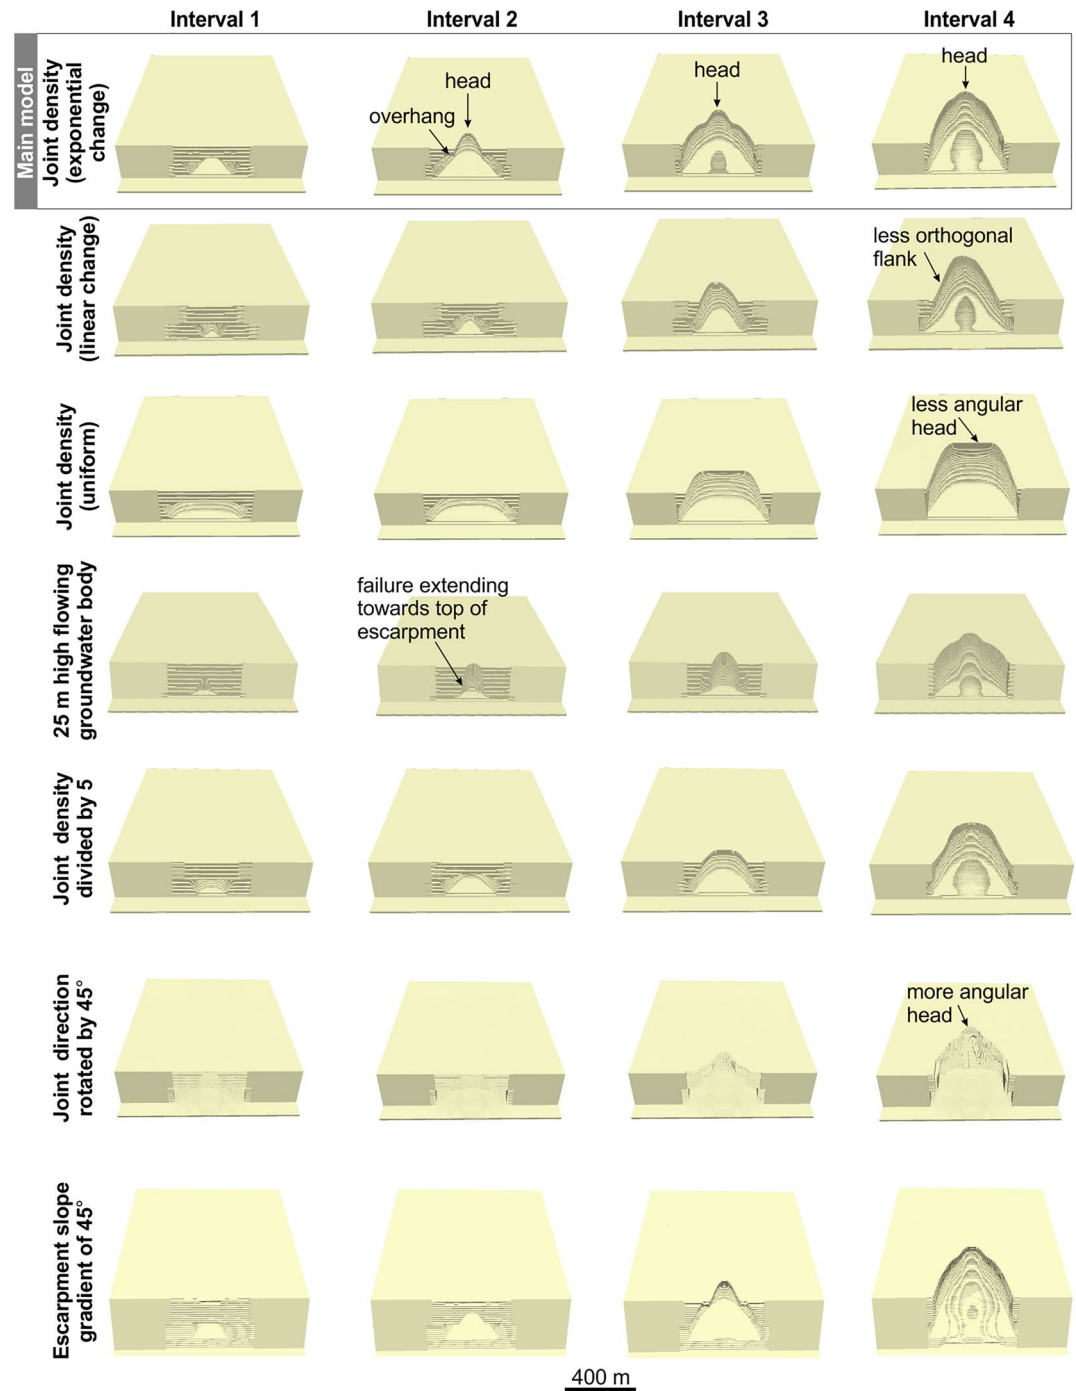 Interval 1
Interval 2
Interval 3
Interval 4
Main model
Joint density
(exponential
change)
head
overhang
head
head
Joint density
(linear change)
less orthogonal
flank
Joint density
(uniform)
less angular
head
25 m high flowing
groundwater body
failure extending
towards top of
escarpment
Joint density
divided by 5
Joint direction
rotated by 45°
more angular
head
Escarpment slope
gradient of 45°
400 m